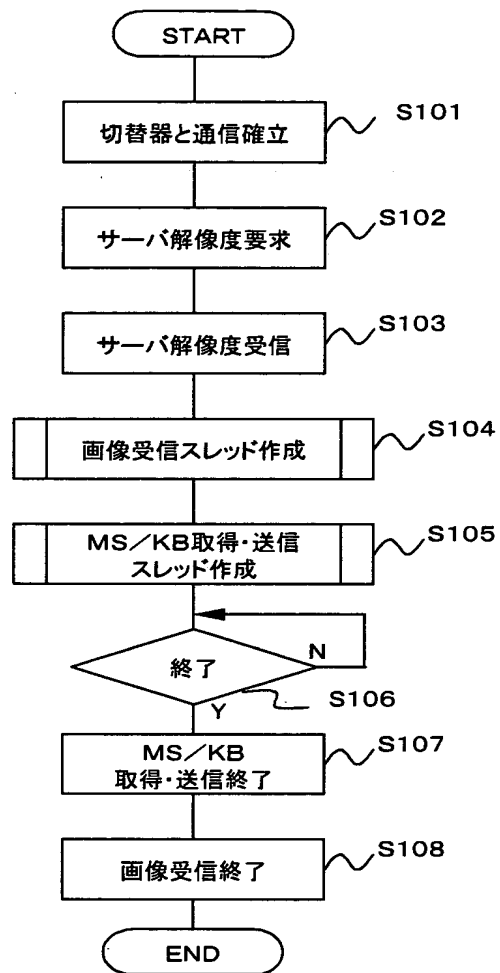 START
切替器と通信確立
S101
サーバ解像度要求
S102
サーバ解像度受信
S103
画像受信スレッド作成
S104
MS／KB取得・送信
スレッド作成
S105
終了
N
S106
Y
MS／KB
取得・送信終了
S107
画像受信終了
S108
END